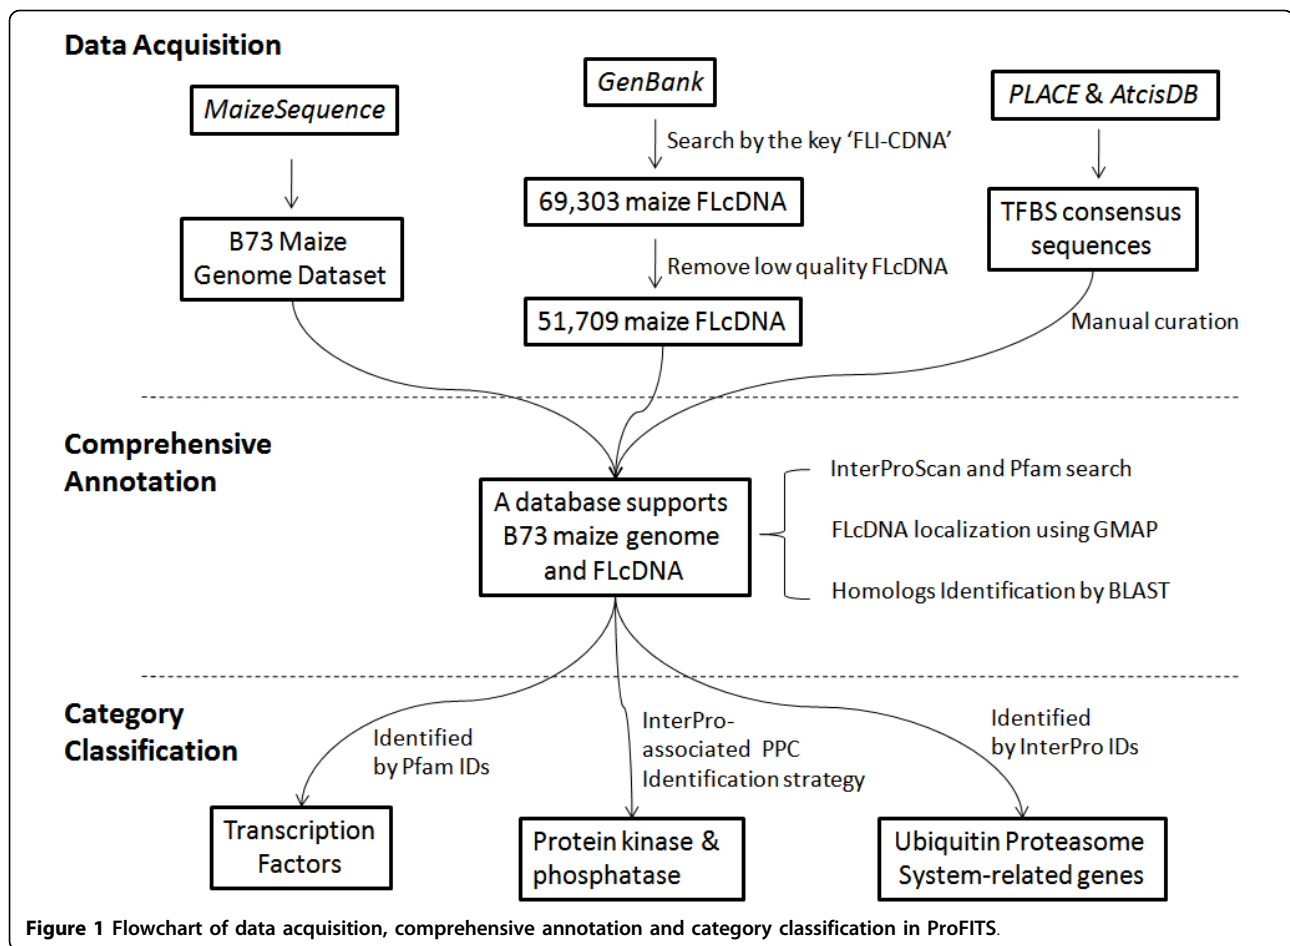 Data Acquisition
MaizeSequence
GenBank
PLACE & AtcisDB
Search by the key ‘FLI-CDNA’
69,303 maize FLcDNA
B73 Maize
Genome Dataset
TFBS consensus
sequences
Remove low quality FLcDNA
51,709 maize FLcDNA
Manual curation
Comprehensive
Annotation
A database supports
B73 maize genome
and FLcDNA
InterProScan and Pfam search
FLcDNA localization using GMAP
Homologs Identification by BLAST
Category
Classification
Identified
by Pfam IDs
InterPro-
associated PPC
Identification strategy
Identified
by InterPro IDs
Transcription
Factors
Protein kinase &
phosphatase
Ubiquitin Proteasome
System-related genes
Figure 1 Flowchart of data acquisition, comprehensive annotation and category classification in ProFITS.